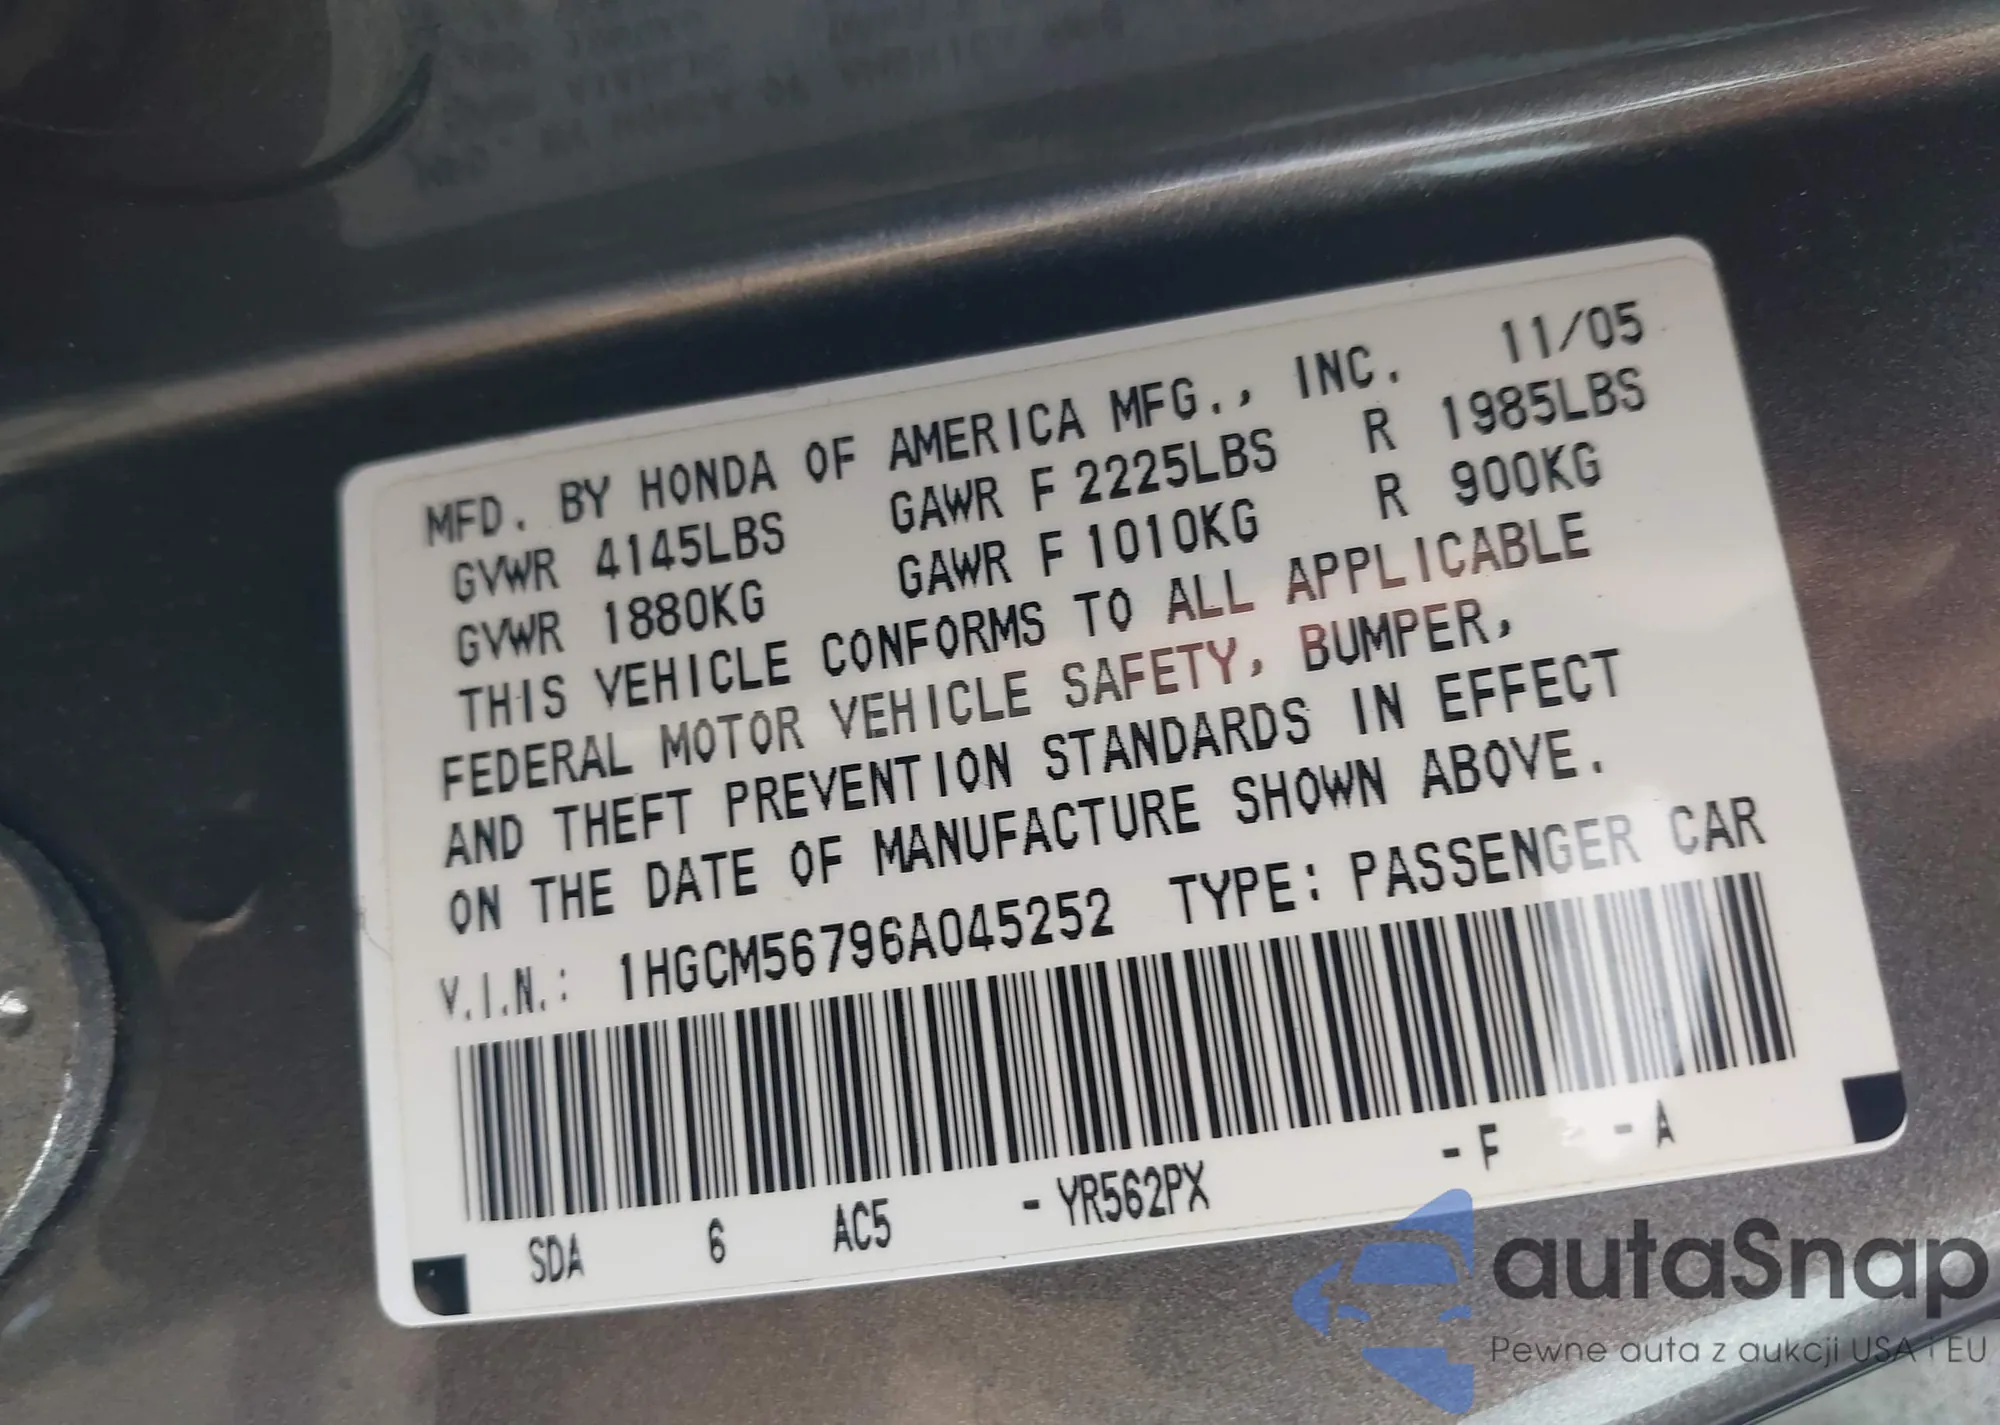 MFD. BY HONDA OF AMERICA MFG., INC. 11/05
GVWR 4145LBS GAWR F 2225LBS R 1985LBS
GVWR 1880KG GAWR F 1010KG R 900KG
THIS VEHICLE CONFORMS TO ALL APPLICABLE
FEDERAL MOTOR VEHICLE SAFETY, BUMPER,
AND THEFT PREVENTION STANDARDS IN EFFECT
ON THE DATE OF MANUFACTURE SHOWN ABOVE.
V.I.N.: 1HGCM56796A045252 TYPE: PASSENGER CAR
SDA 6 AC5 - YR562PX - F - A
autaSnap
Pewne auta z aukcji USA i EU